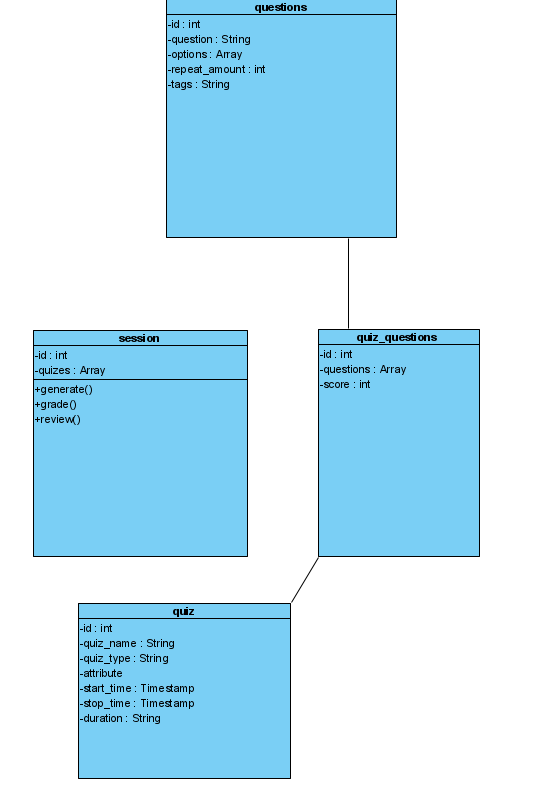 questions
-id : int
-question : String
-options : Array
-repeat_amount : int
-tags : String
session
-id : int
-quizes : Array
+generate()
+grade()
+review()
quiz_questions
-id : int
-questions : Array
-score : int
quiz
-id : int
-quiz_name : String
-quiz_type : String
-attribute
-start_time : Timestamp
-stop_time : Timestamp
-duration : String